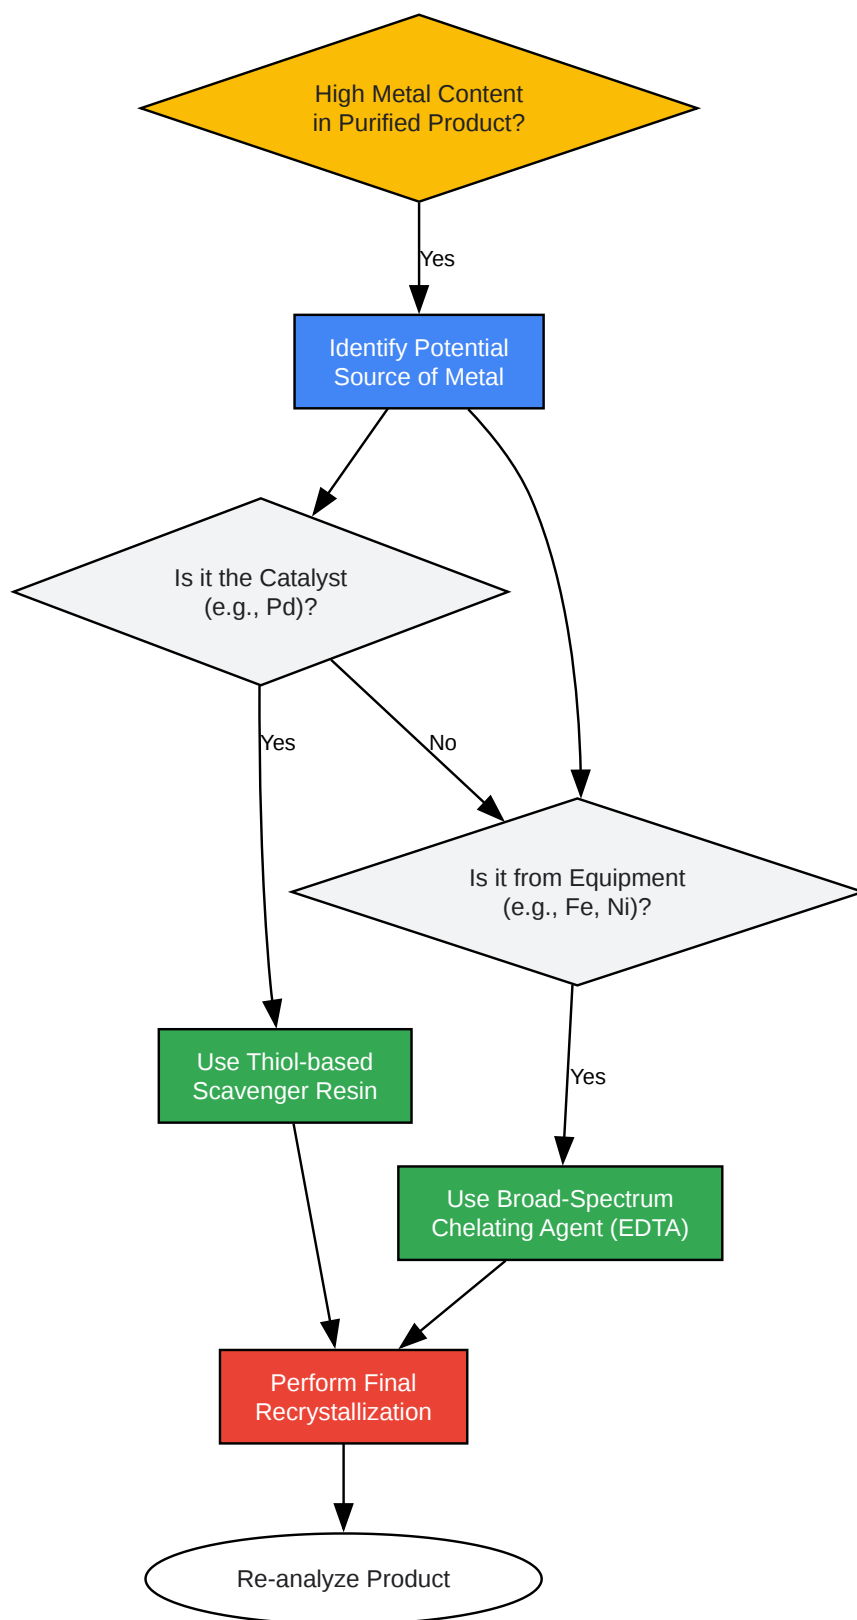 High Metal Content
in Purified Product?
Yes
Identify Potential
Source of Metal
Is it the Catalyst
(e.g., Pd)?
Yes
No
Is it from Equipment
(e.g., Fe, Ni)?
Use Thiol-based
Scavenger Resin
Yes
Use Broad-Spectrum
Chelating Agent (EDTA)
Perform Final
Recrystallization
Re-analyze Product